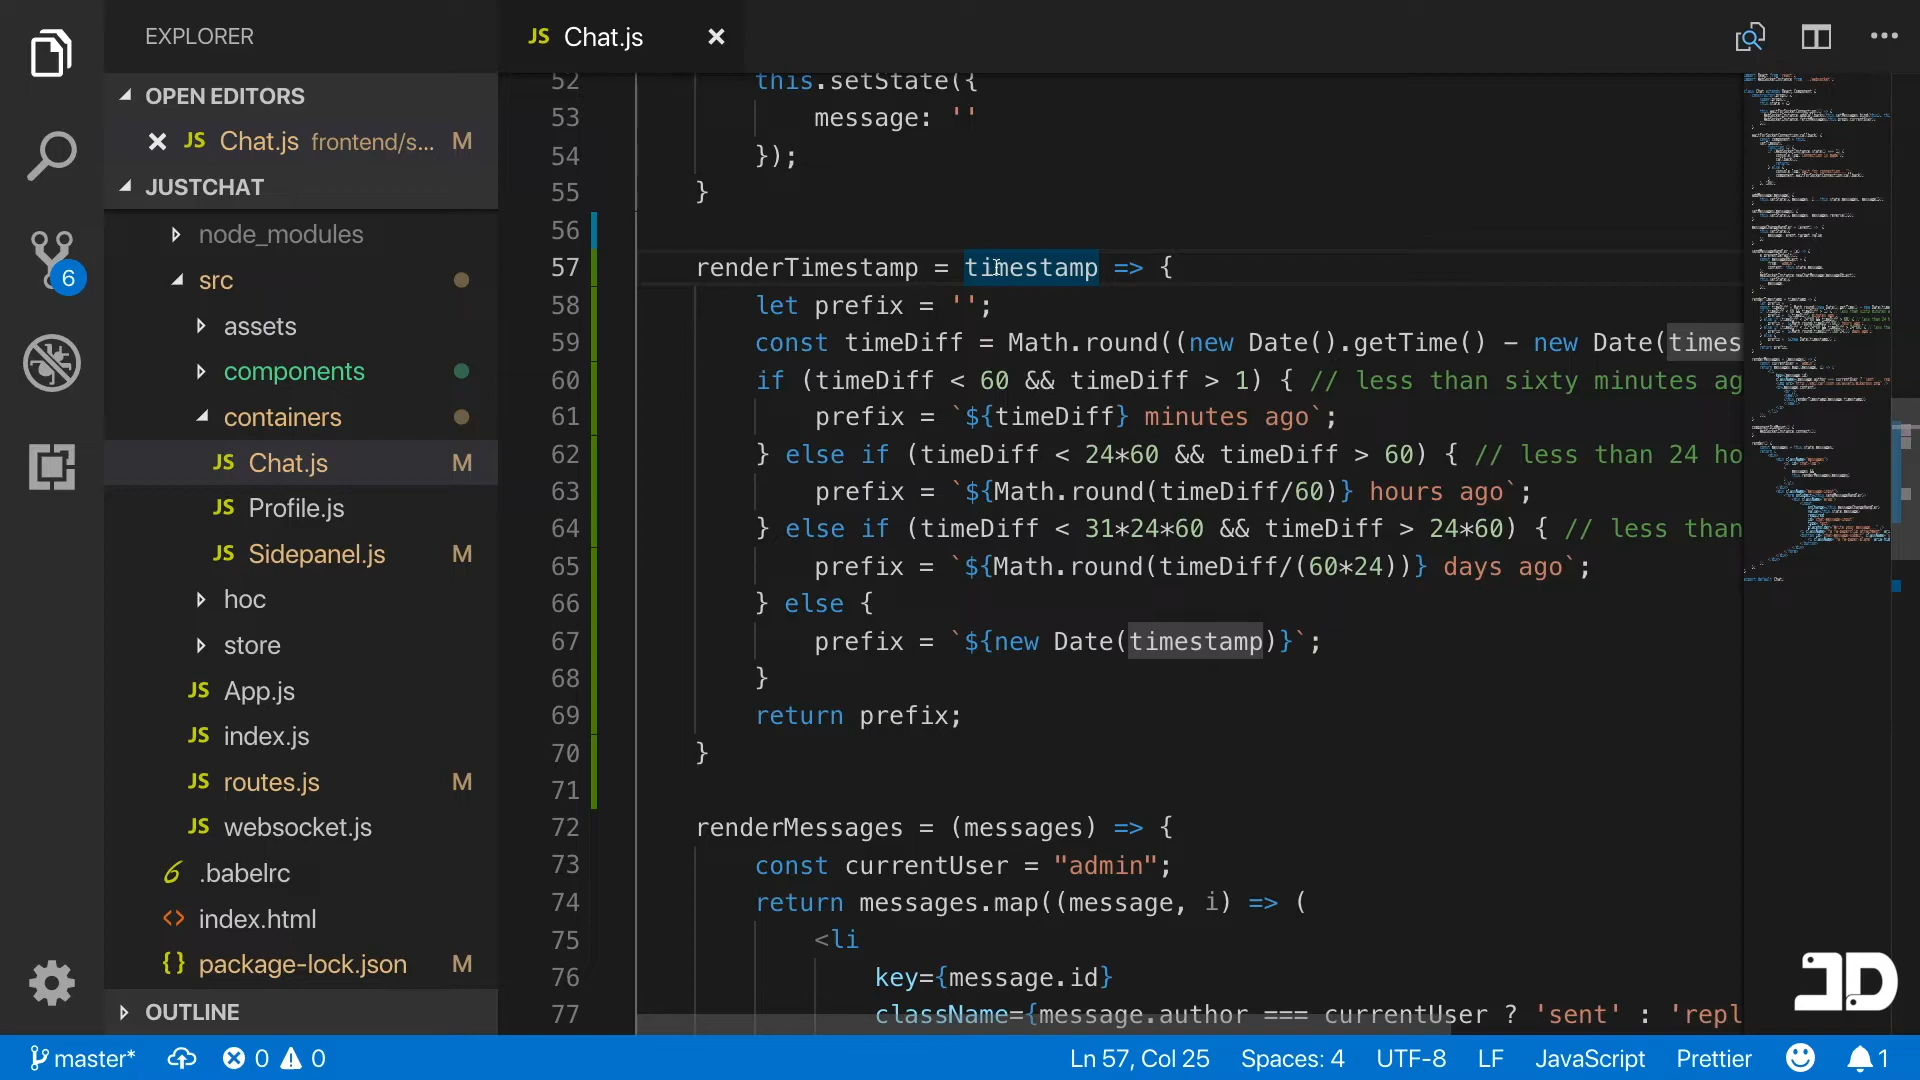 EXPLORER
OPEN EDITORS
JS Chat.js frontend/s... M
JUSTCHAT
node_modules
src
assets
components
containers
JS Chat.js M
JS Profile.js
JS Sidepanel.js M
hoc
store
JS App.js
JS index.js
JS routes.js M
JS websocket.js
6 .babelrc
<> index.html
{} package-lock.json M
OUTLINE
6
JS Chat.js
52 this.setState({
53 message: ''
54 });
55 }
56
57 renderTimestamp = timestamp => {
58 let prefix = '';
59 const timeDiff = Math.round((new Date().getTime() - new Date(times
60 if (timeDiff < 60 && timeDiff > 1) { // less than sixty minutes ag
61 prefix = `${timeDiff} minutes ago`;
62 } else if (timeDiff < 24*60 && timeDiff > 60) { // less than 24 ho
63 prefix = `${Math.round(timeDiff/60)} hours ago`;
64 } else if (timeDiff < 31*24*60 && timeDiff > 24*60) { // less than
65 prefix = `${Math.round(timeDiff/(60*24))} days ago`;
66 } else {
67 prefix = `${new Date(timestamp)}`;
68 }
69 return prefix;
70 }
71
72 renderMessages = (messages) => {
73 const currentUser = "admin";
74 return messages.map((message, i) => (
75 <li
76 key={message.id}
77 className={message.author === currentUser ? 'sent' : 'repl
JD
master* 0 0 Ln 57, Col 25 Spaces: 4 UTF-8 LF JavaScript Prettier 1